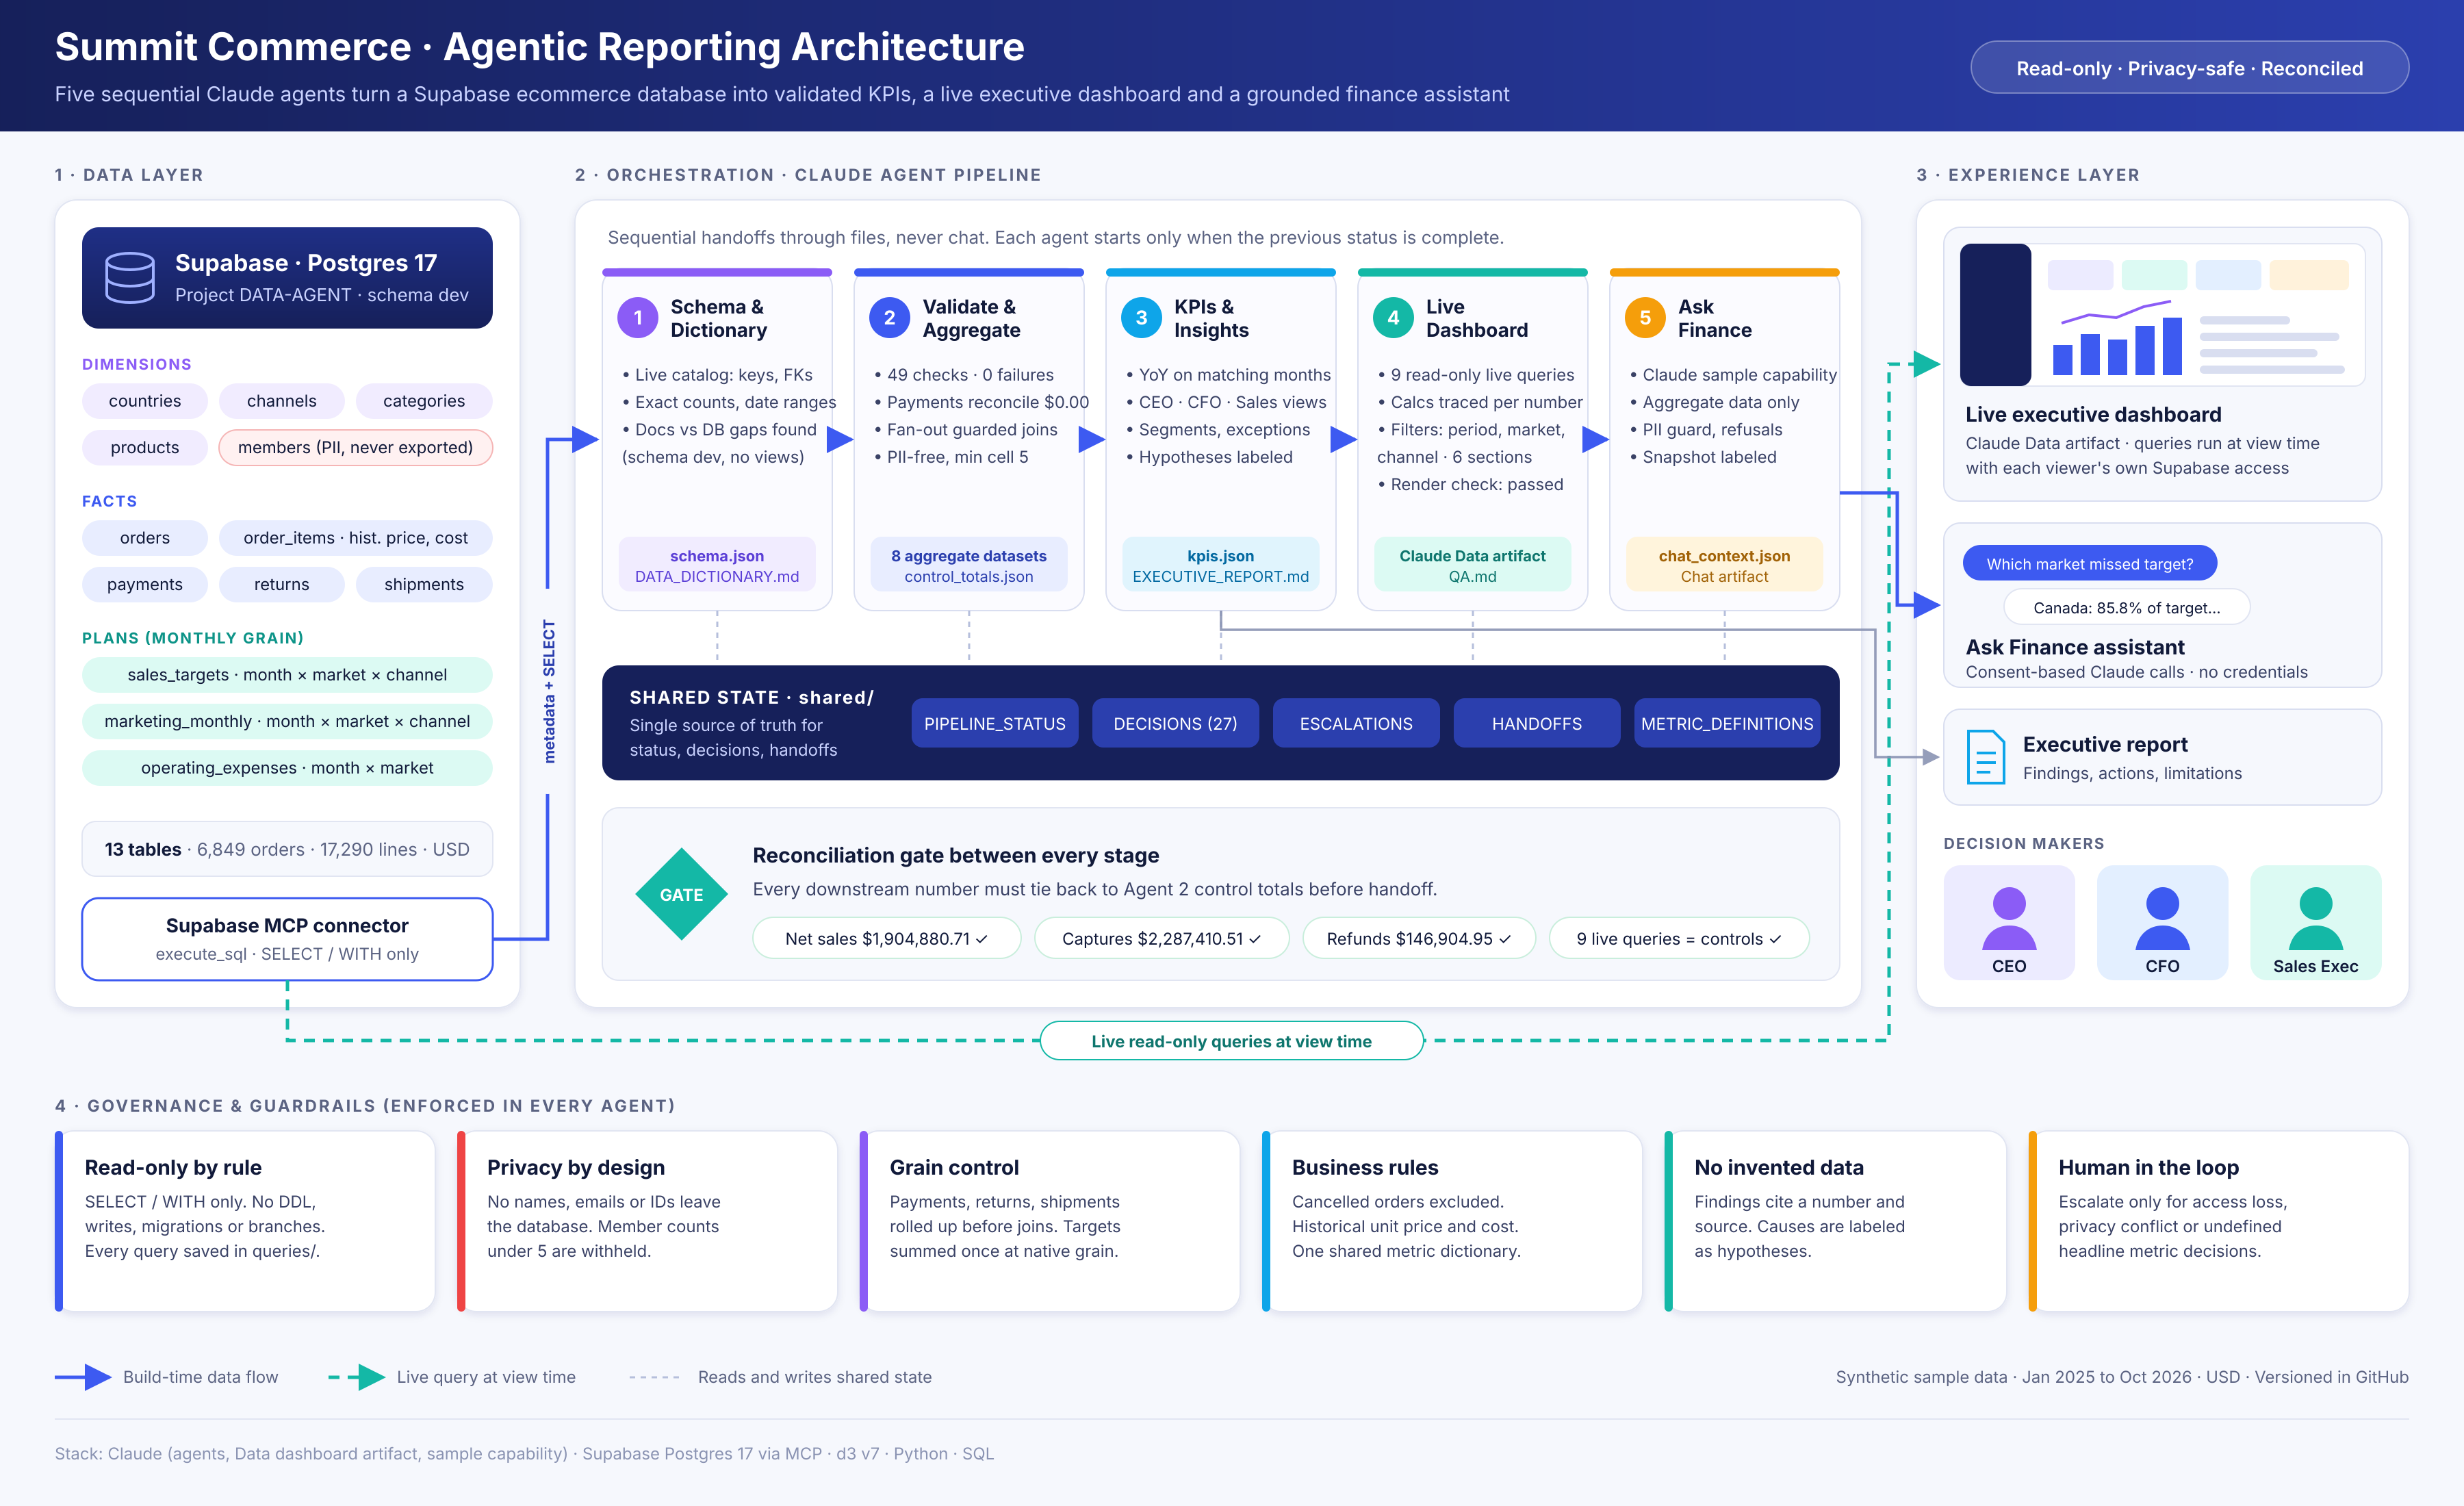 Summit Commerce · Agentic Reporting Architecture
Five sequential Claude agents turn a Supabase ecommerce database into validated KPIs, a live executive dashboard and a grounded finance assistant
Read-only · Privacy-safe · Reconciled
1 · DATA LAYER
Supabase · Postgres 17
Project DATA-AGENT · schema dev
DIMENSIONS
countries
channels
categories
products
members (PII, never exported)
FACTS
orders
order_items · hist. price, cost
payments
returns
shipments
PLANS (MONTHLY GRAIN)
sales_targets · month × market × channel
marketing_monthly · month × market × channel
operating_expenses · month × market
13 tables · 6,849 orders · 17,290 lines · USD
Supabase MCP connector
execute_sql · SELECT / WITH only
metadata + SELECT
2 · ORCHESTRATION · CLAUDE AGENT PIPELINE
Sequential handoffs through files, never chat. Each agent starts only when the previous status is complete.
1
Schema &
Dictionary
• Live catalog: keys, FKs
• Exact counts, date ranges
• Docs vs DB gaps found
(schema dev, no views)
schema.json
DATA_DICTIONARY.md
2
Validate &
Aggregate
• 49 checks · 0 failures
• Payments reconcile $0.00
• Fan-out guarded joins
• PII-free, min cell 5
8 aggregate datasets
control_totals.json
3
KPIs &
Insights
• YoY on matching months
• CEO · CFO · Sales views
• Segments, exceptions
• Hypotheses labeled
kpis.json
EXECUTIVE_REPORT.md
4
Live
Dashboard
• 9 read-only live queries
• Calcs traced per number
• Filters: period, market,
channel · 6 sections
• Render check: passed
Claude Data artifact
QA.md
5
Ask
Finance
• Claude sample capability
• Aggregate data only
• PII guard, refusals
• Snapshot labeled
chat_context.json
Chat artifact
SHARED STATE · shared/
Single source of truth for
status, decisions, handoffs
PIPELINE_STATUS
DECISIONS (27)
ESCALATIONS
HANDOFFS
METRIC_DEFINITIONS
GATE
Reconciliation gate between every stage
Every downstream number must tie back to Agent 2 control totals before handoff.
Net sales $1,904,880.71 ✓
Captures $2,287,410.51 ✓
Refunds $146,904.95 ✓
9 live queries = controls ✓
3 · EXPERIENCE LAYER
Live executive dashboard
Claude Data artifact · queries run at view time
with each viewer's own Supabase access
Which market missed target?
Canada: 85.8% of target...
Ask Finance assistant
Consent-based Claude calls · no credentials
Executive report
Findings, actions, limitations
DECISION MAKERS
CEO
CFO
Sales Exec
Live read-only queries at view time
4 · GOVERNANCE & GUARDRAILS (ENFORCED IN EVERY AGENT)
Read-only by rule
SELECT / WITH only. No DDL,
writes, migrations or branches.
Every query saved in queries/.
Privacy by design
No names, emails or IDs leave
the database. Member counts
under 5 are withheld.
Grain control
Payments, returns, shipments
rolled up before joins. Targets
summed once at native grain.
Business rules
Cancelled orders excluded.
Historical unit price and cost.
One shared metric dictionary.
No invented data
Findings cite a number and
source. Causes are labeled
as hypotheses.
Human in the loop
Escalate only for access loss,
privacy conflict or undefined
headline metric decisions.
Build-time data flow
Live query at view time
Reads and writes shared state
Synthetic sample data · Jan 2025 to Oct 2026 · USD · Versioned in GitHub
Stack: Claude (agents, Data dashboard artifact, sample capability) · Supabase Postgres 17 via MCP · d3 v7 · Python · SQL